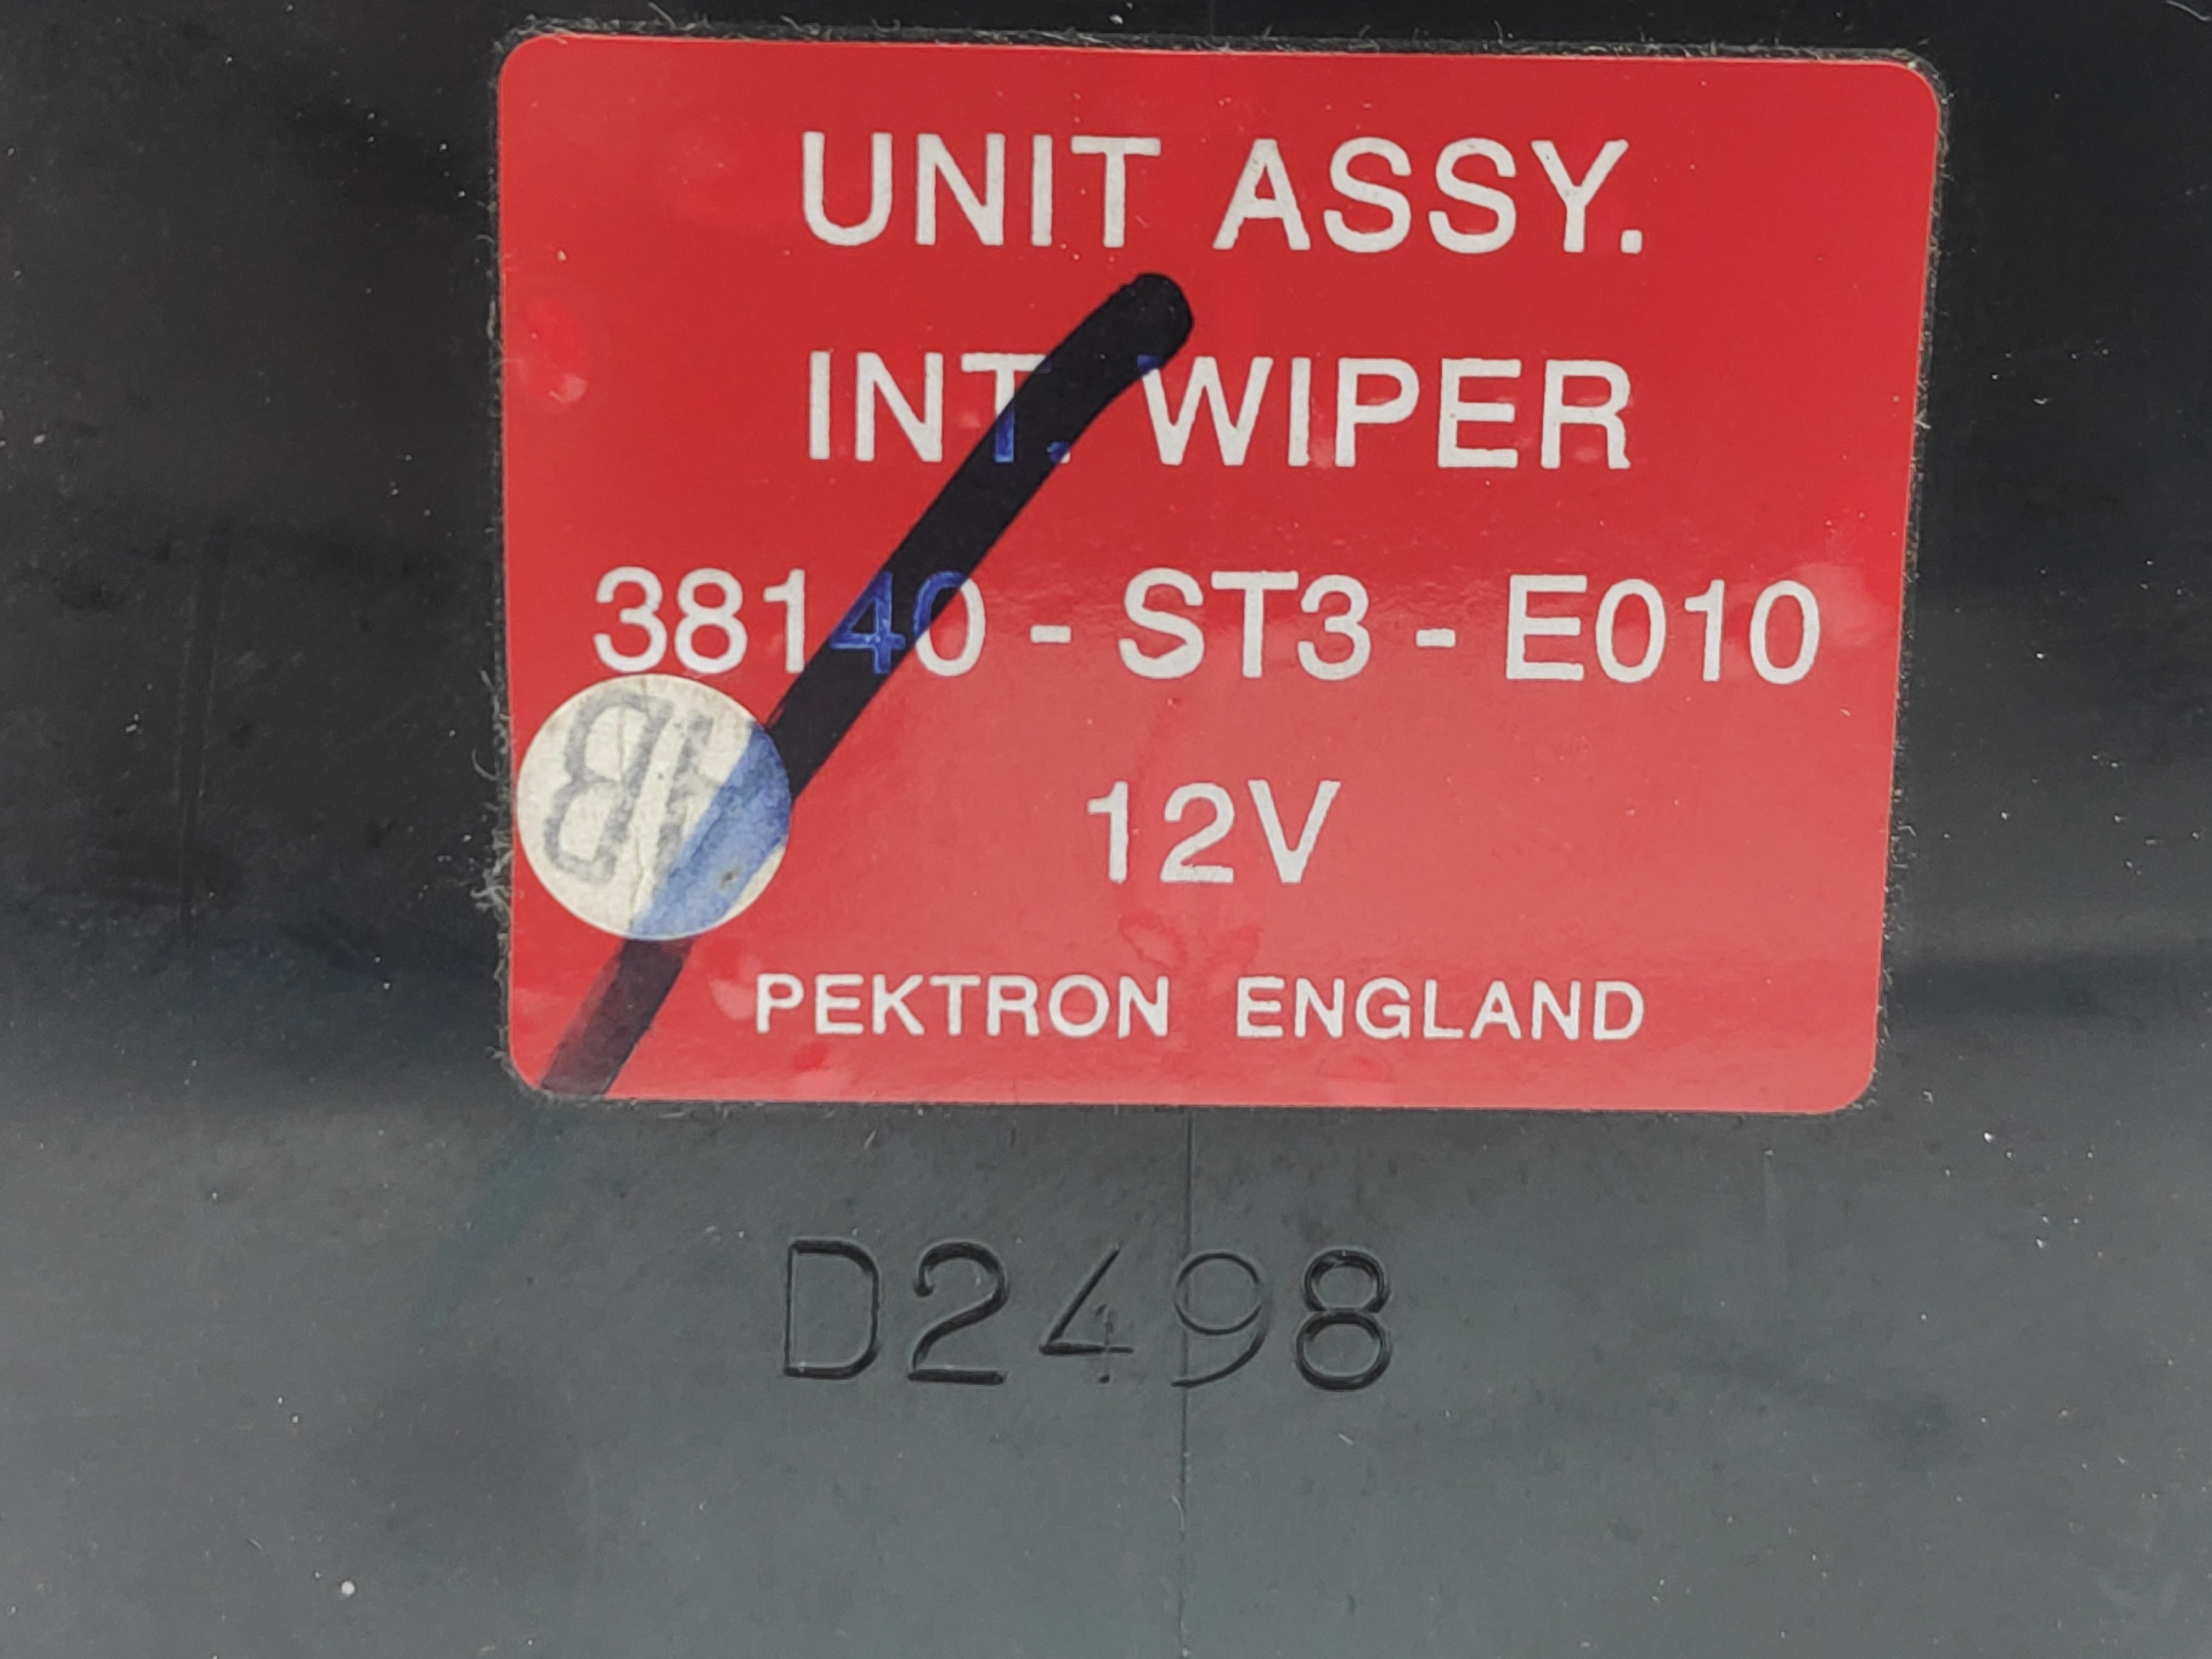 UNIT ASSY.
INT. WIPER
38140 - ST3 - E010
12V
PEKTRON ENGLAND
D2498